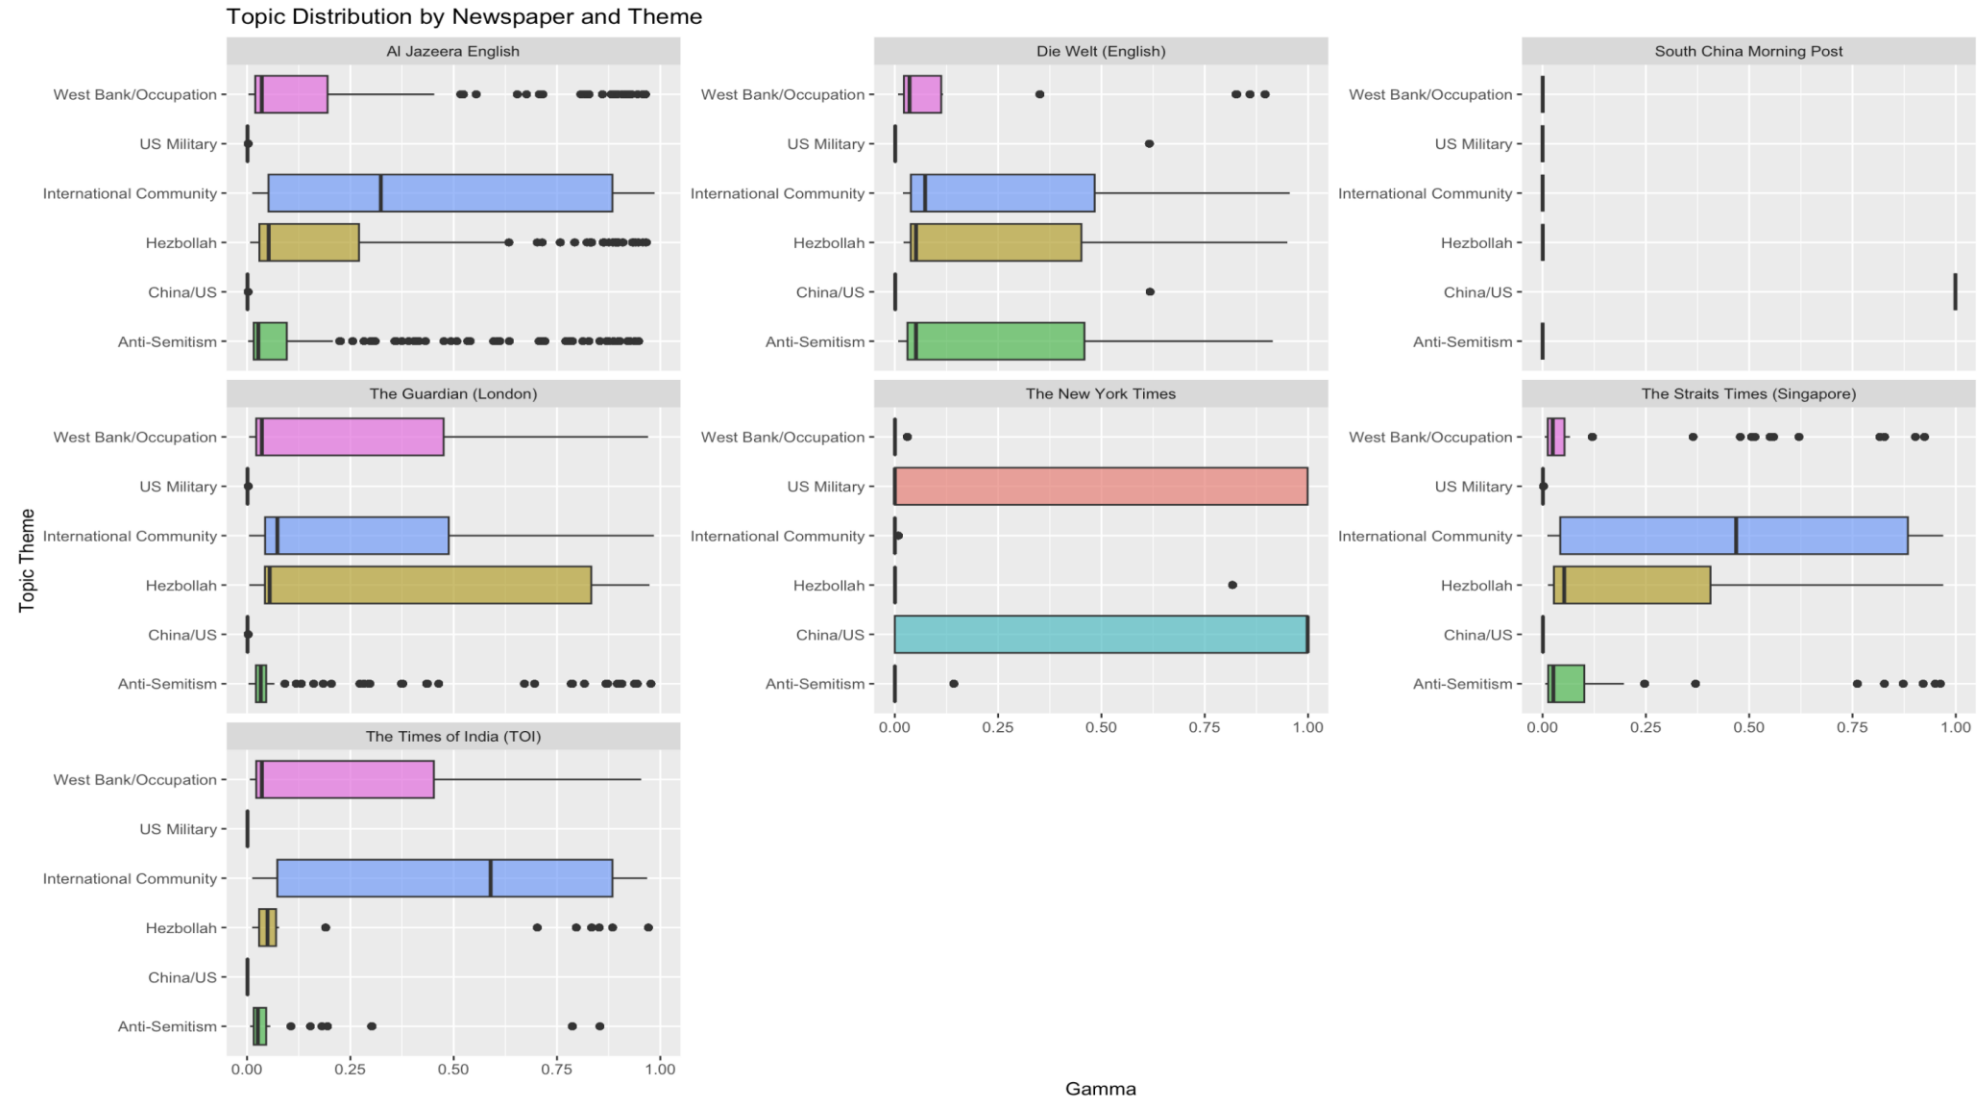 Topic Distribution by Newspaper and Theme
Al Jazeera English
Die Welt (English)
South China Morning Post
West Bank/Occupation
US Military
International Community
Hezbollah
China/US
Anti-Semitism
West Bank/Occupation
US Military
International Community
Hezbollah
China/US
Anti-Semitism
West Bank/Occupation
US Military
International Community
Hezbollah
China/US
Anti-Semitism
The Guardian (London)
The New York Times
The Straits Times (Singapore)
West Bank/Occupation
US Military
International Community
Hezbollah
China/US
Anti-Semitism
West Bank/Occupation
US Military
International Community
Hezbollah
China/US
Anti-Semitism
0.00 0.25 0.50 0.75 1.00
West Bank/Occupation
US Military
International Community
Hezbollah
China/US
Anti-Semitism
0.00 0.25 0.50 0.75 1.00
The Times of India (TOI)
West Bank/Occupation
US Military
International Community
Hezbollah
China/US
Anti-Semitism
0.00 0.25 0.50 0.75 1.00
Topic Theme
Gamma